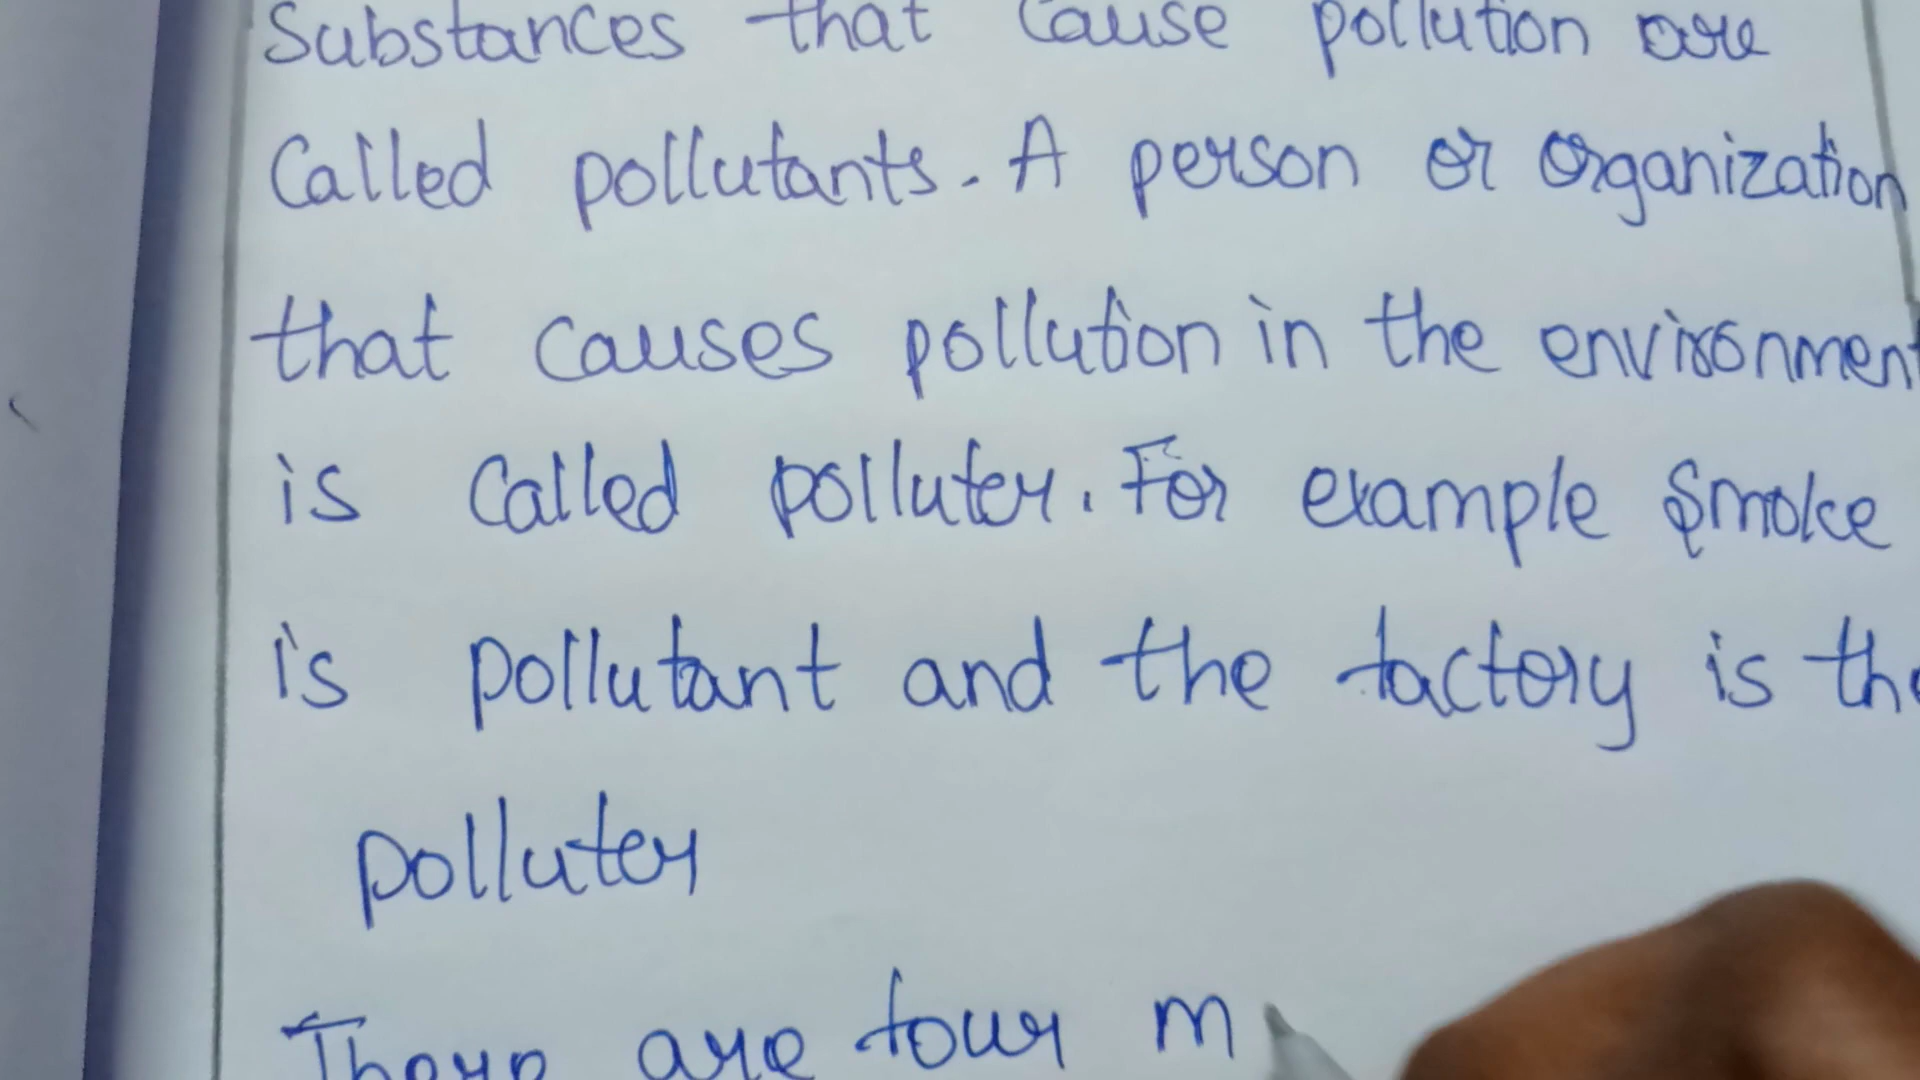 Substances that cause pollution are
Called pollutants. A person or organization
that causes pollution in the environment
is called polluter. For example smoke
is pollutant and the factory is the
polluter
There are four m